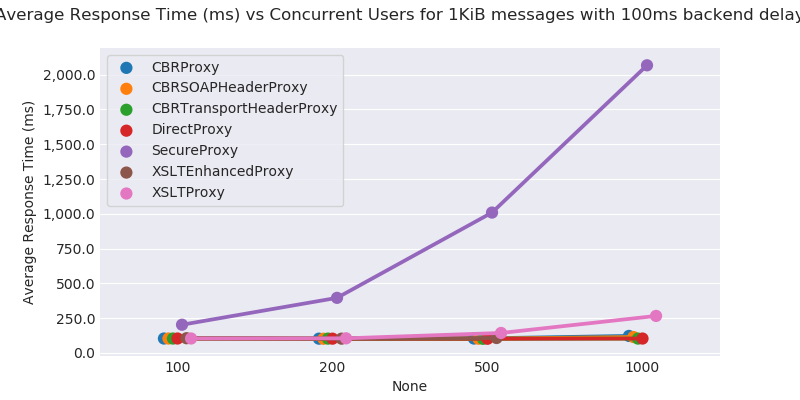 Average Response Time (ms) vs Concurrent Users for 1KiB messages with 100ms backend delay
Average Response Time (ms)
2,000.0
1,750.0
1,500.0
1,250.0
1,000.0
750.0
500.0
250.0
0.0
CBRProxy
CBRSOAPHeaderProxy
CBRTransportHeaderProxy
DirectProxy
SecureProxy
XSLTEnhancedProxy
XSLTProxy
100 200 500 1000
None